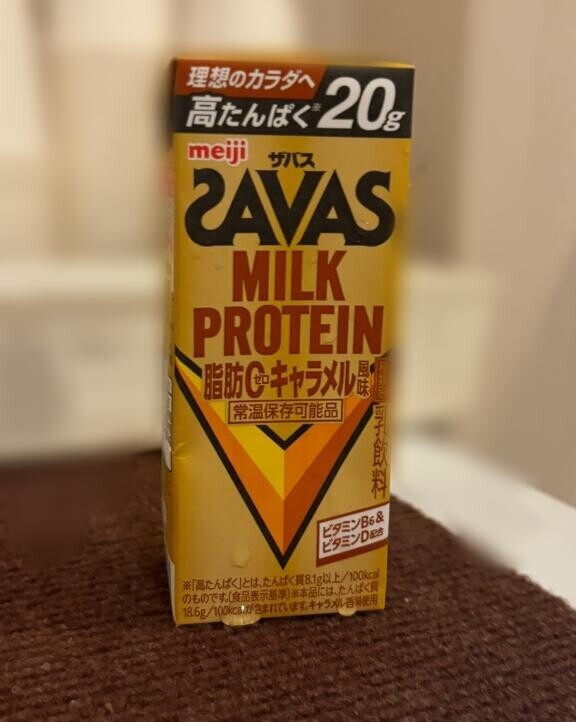 理想のカラダへ
高たんぱく※20g
meiji
ザバス
SAVAS
MILK
PROTEIN
脂肪0ゼロキャラメル風味
常温保存可能品
乳飲料
ビタミンB6&
ビタミンD配合
※「高たんぱく」とは、たんぱく質8.1g以上/100kcal
のものです。(食品表示基準)※本品には、たんぱく質
18.6g/100kcalが含まれています。キャラメル香料使用